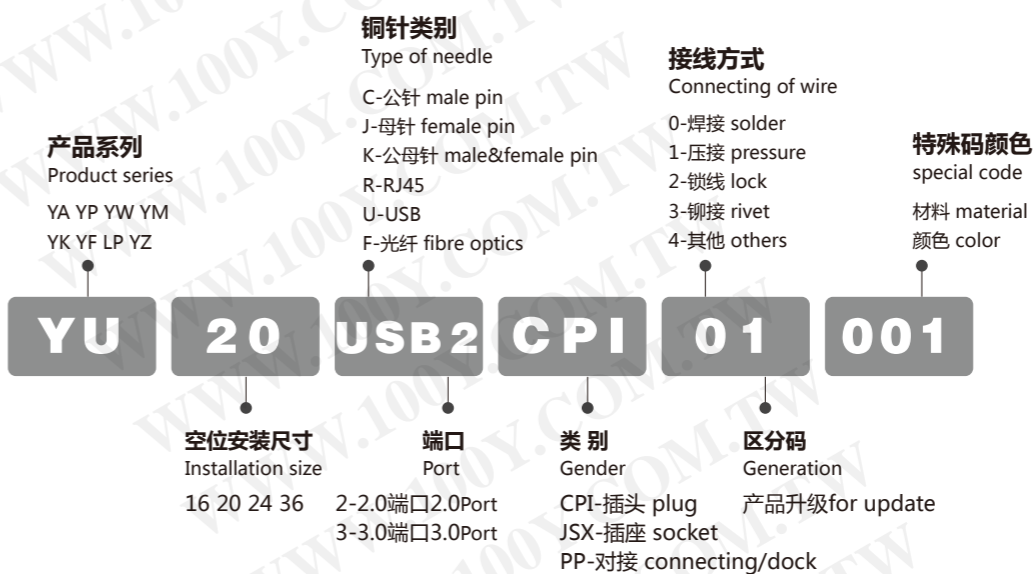 铜针类别
Type of needle
C-公针 male pin
J-母针 female pin
K-公母针 male&female pin
R-RJ45
U-USB
F-光纤 fibre optics
接线方式
Connecting of wire
0-焊接 solder
1-压接 pressure
2-锁线 lock
3-铆接 rivet
4-其他 others
产品系列
Product series
YA YP YW YM
YK YF LP YZ
特殊码颜色
special code
材料 material
颜色 color
YU 20 USB2 CPI 01 001
空位安装尺寸
Installation size
16 20 24 36
端口
Port
2-2.0端口2.0Port
3-3.0端口3.0Port
类 别
Gender
CPI-插头 plug
JSX-插座 socket
PP-对接 connecting/dock
区分码
Generation
产品升级for update
WWW.100Y.COM.TW